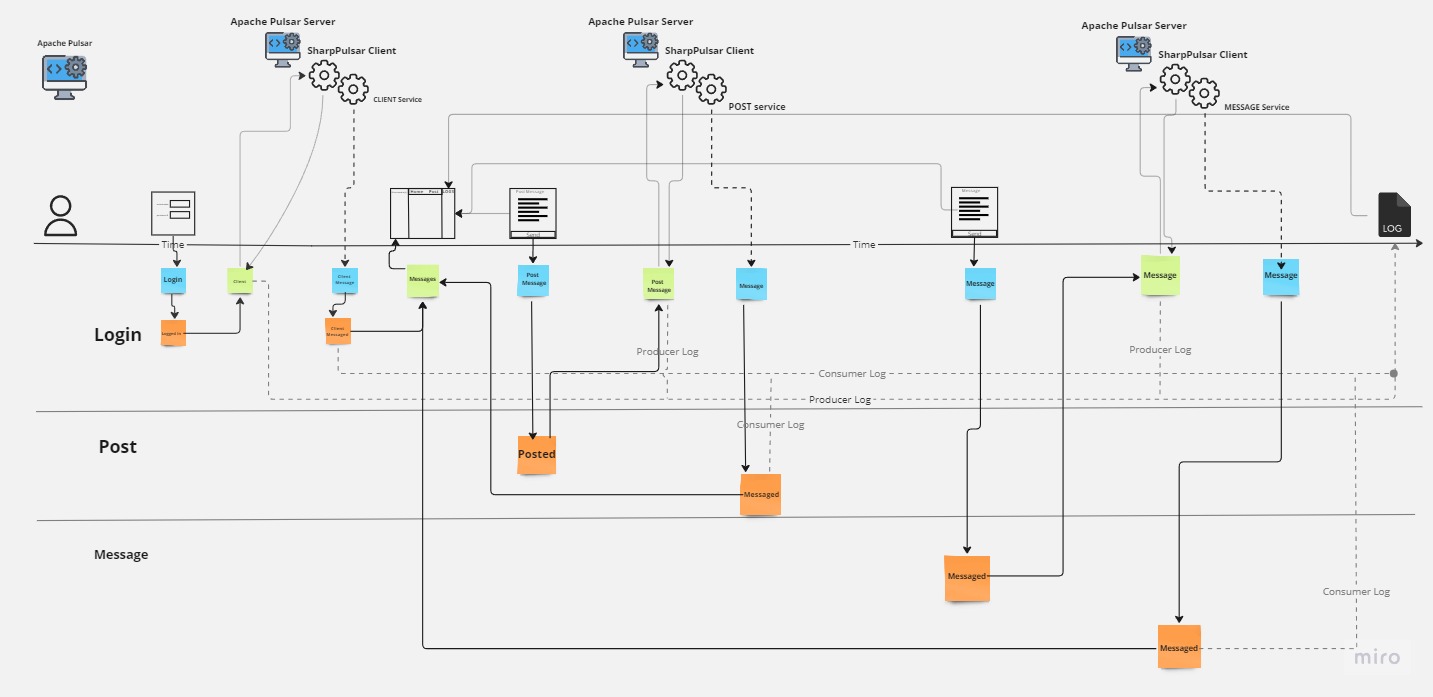 Apache Pulsar Server
Apache Pulsar Server
Apache Pulsar Server
Apache Pulsar
SharpPulsar Client
SharpPulsar Client
SharpPulsar Client
CLIENT Service
POST service
MESSAGE Service
Home Post
Post Message
Message
Send
Send
LOG
Time
Time
Login
Client
Client
Message
Messages
Post
Message
Post
Message
Message
Message
Message
Message
Logged In
Client
Messaged
Login
Producer Log
Producer Log
Consumer Log
Producer Log
Consumer Log
Post
Posted
Messaged
Message
Messaged
Consumer Log
Messaged
miro